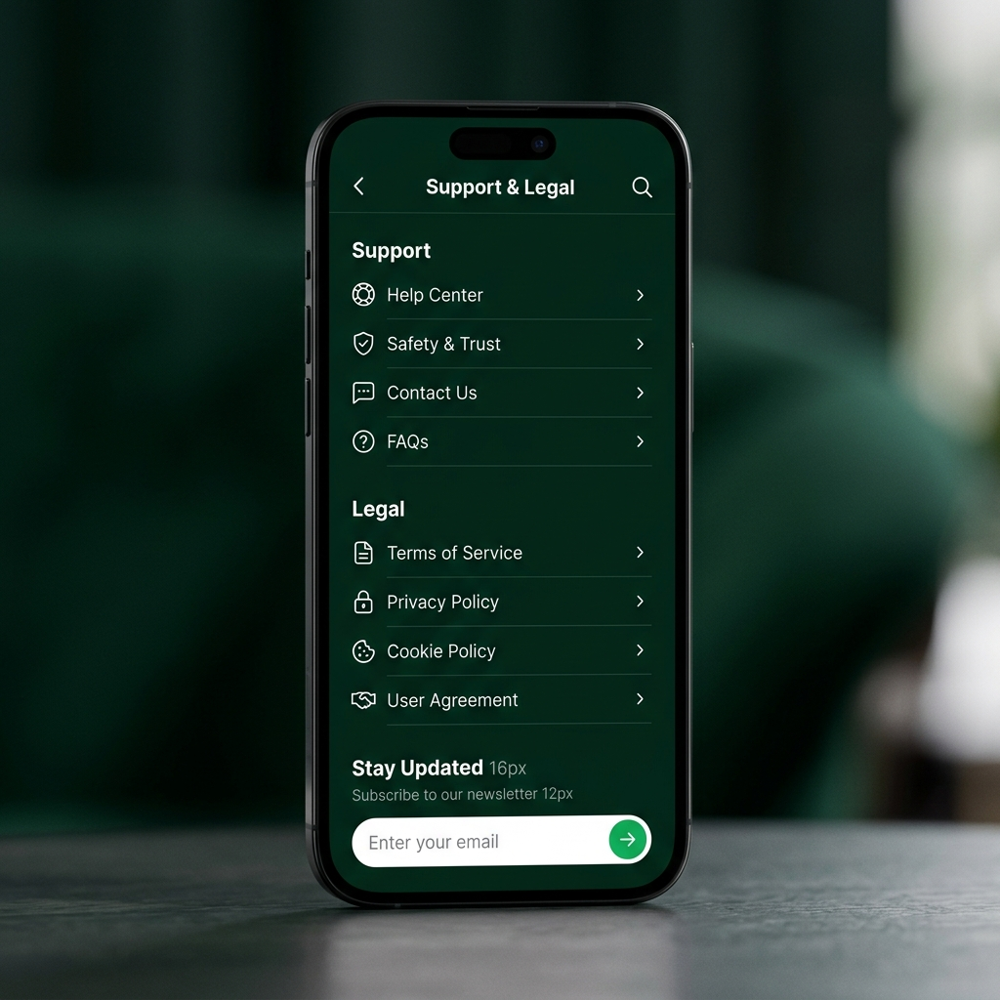 Support & Legal
Support
Help Center
Safety & Trust
Contact Us
FAQs
Legal
Terms of Service
Privacy Policy
Cookie Policy
User Agreement
Stay Updated 16px
Subscribe to our newsletter 12px
Enter your email